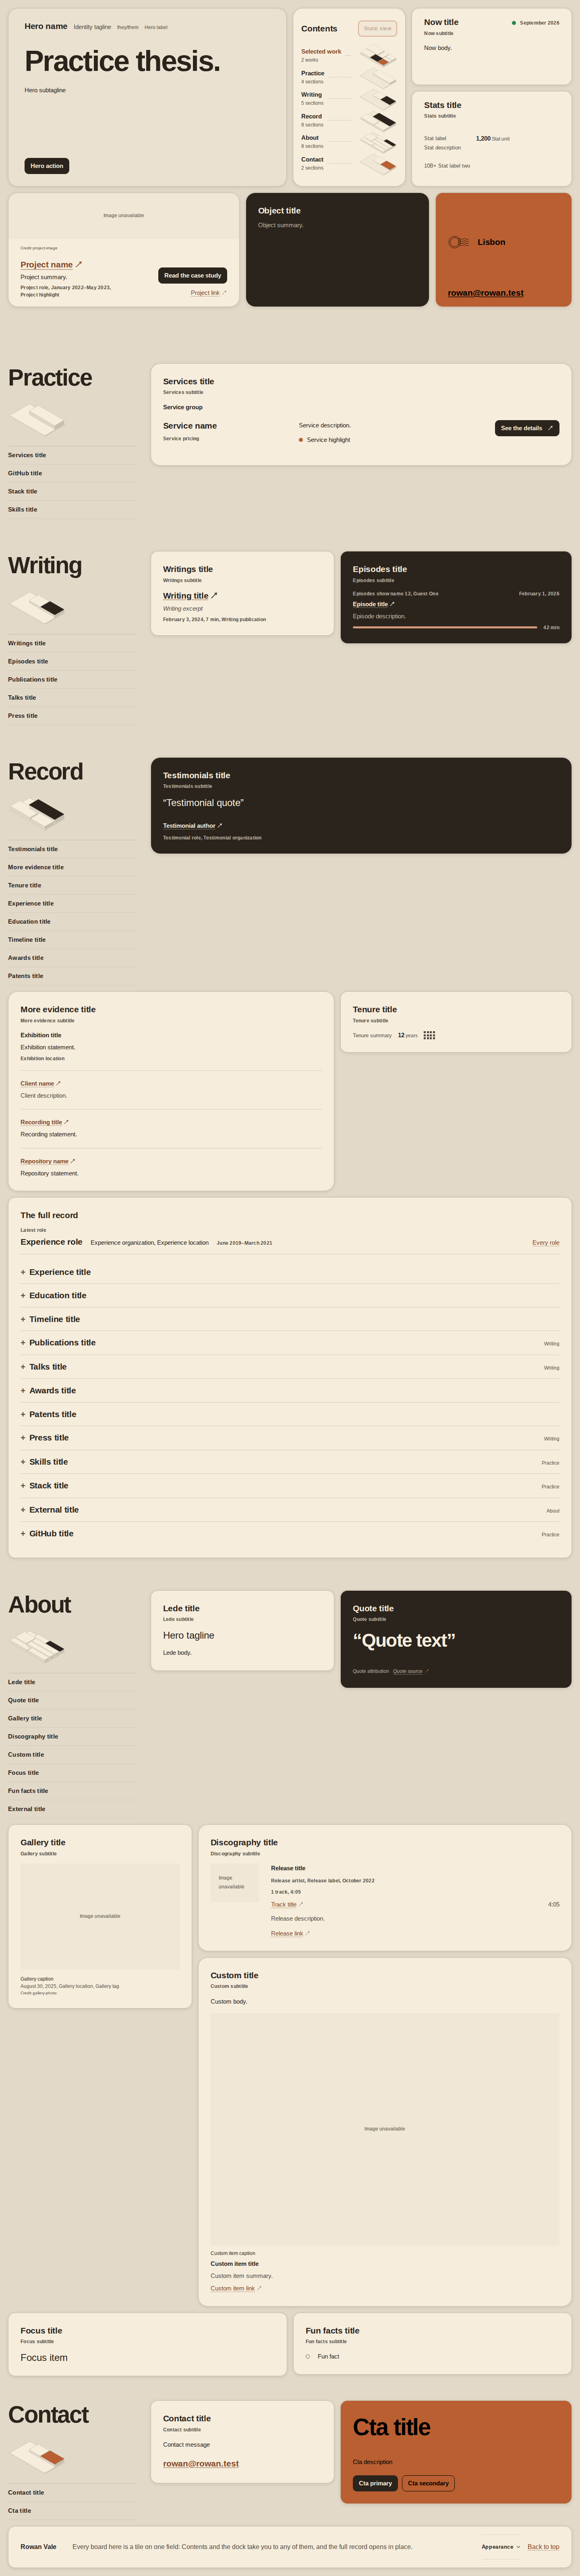 Hero name Identity tagline they/them Hero label
Practice thesis.
Hero subtagline
Hero action
Contents
Static view
Selected work
2 works
Practice
4 sections
Writing
5 sections
Record
8 sections
About
8 sections
Contact
2 sections
Now title
September 2026
Now subtitle
Now body.
Stats title
Stats subtitle
Stat label 1,200 Stat unit
Stat description
10B+ Stat label two
Image unavailable
Credit project-image
Project name ↗
Project summary.
Project role, January 2022–May 2023,
Project highlight
Read the case study
Project link ↗
Object title
Object summary.
Lisbon
rowan@rowan.test
Practice
Services title
GitHub title
Stack title
Skills title
Services title
Services subtitle
Service group
Service name
Service pricing
Service description.
Service highlight
See the details ↗
Writing
Writings title
Episodes title
Publications title
Talks title
Press title
Writings title
Writings subtitle
Writing title ↗
Writing excerpt
February 3, 2024, 7 min, Writing publication
Episodes title
Episodes subtitle
Episodes show name 12, Guest One February 1, 2026
Episode title ↗
Episode description.
42 min
Record
Testimonials title
More evidence title
Tenure title
Experience title
Education title
Timeline title
Awards title
Patents title
Testimonials title
Testimonials subtitle
“Testimonial quote”
Testimonial author ↗
Testimonial role, Testimonial organization
More evidence title
More evidence subtitle
Exhibition title
Exhibition statement.
Exhibition location
Client name ↗
Client description.
Recording title ↗
Recording statement.
Repository name ↗
Repository statement.
Tenure title
Tenure subtitle
Tenure summary 12 years
The full record
Latest role
Experience role Experience organization, Experience location June 2019–March 2021 Every role
+ Experience title
+ Education title
+ Timeline title
+ Publications title Writing
+ Talks title Writing
+ Awards title
+ Patents title
+ Press title Writing
+ Skills title Practice
+ Stack title Practice
+ External title About
+ GitHub title Practice
About
Lede title
Quote title
Gallery title
Discography title
Custom title
Focus title
Fun facts title
External title
Lede title
Lede subtitle
Hero tagline
Lede body.
Quote title
Quote subtitle
“Quote text”
Quote attribution Quote source ↗
Gallery title
Gallery subtitle
Image unavailable
Gallery caption
August 30, 2025, Gallery location, Gallery tag
Credit gallery-photo
Discography title
Discography subtitle
Image
unavailable
Release title
Release artist, Release label, October 2022
1 track, 4:05
Track title ↗ 4:05
Release description.
Release link ↗
Custom title
Custom subtitle
Custom body.
Image unavailable
Custom item caption
Custom item title
Custom item summary.
Custom item link ↗
Focus title
Focus subtitle
Focus item
Fun facts title
Fun facts subtitle
Fun fact
Contact
Contact title
Cta title
Contact title
Contact subtitle
Contact message
rowan@rowan.test
Cta title
Cta description
Cta primary
Cta secondary
Rowan Vale Every board here is a tile on one field: Contents and the dock take you to any of them, and the full record opens in place. Appearance Back to top